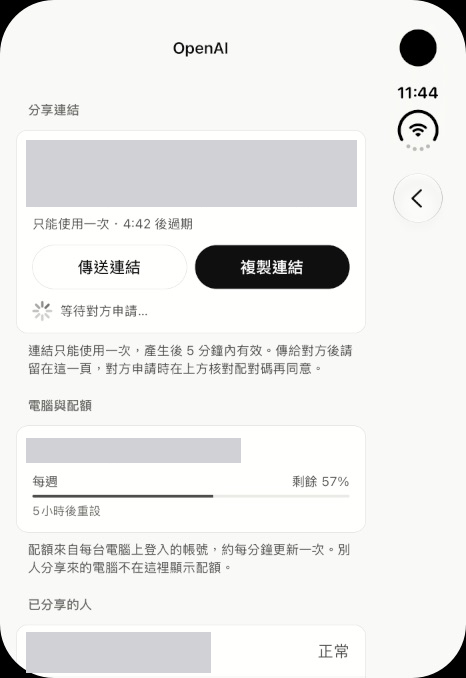 OpenAI
11:44
分享連結
只能使用一次 · 4:42 後過期
傳送連結
複製連結
等待對方申請...
連結只能使用一次，產生後 5 分鐘內有效。傳給對方後請
留在這一頁，對方申請時在上方核對配對碼再同意。
電腦與配額
每週
剩餘 57%
5小時後重設
配額來自每台電腦上登入的帳號，約每分鐘更新一次。別
人分享來的電腦不在這裡顯示配額。
已分享的人
正常